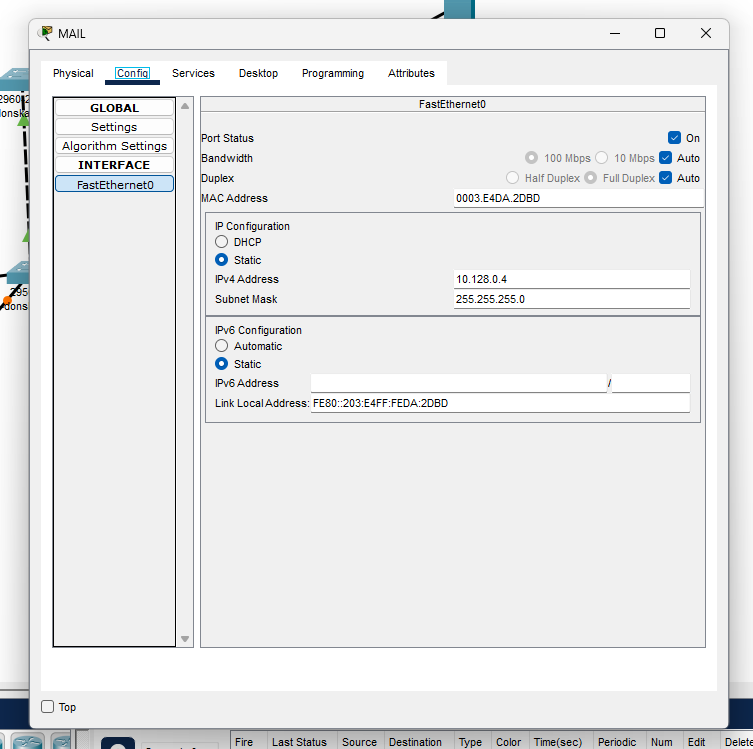 MAIL
Physical Config Services Desktop Programming Attributes
GLOBAL
Settings
Algorithm Settings
INTERFACE
FastEthernet0
FastEthernet0
Port Status On
Bandwidth 100 Mbps 10 Mbps Auto
Duplex Half Duplex Full Duplex Auto
MAC Address 0003.E4DA.2DBD
IP Configuration
DHCP
Static
IPv4 Address 10.128.0.4
Subnet Mask 255.255.255.0
IPv6 Configuration
Automatic
Static
IPv6 Address /
Link Local Address: FE80::203:E4FF:FEDA:2DBD
Top
Fire Last Status Source Destination Type Color Time(sec) Periodic Num Edit Delete